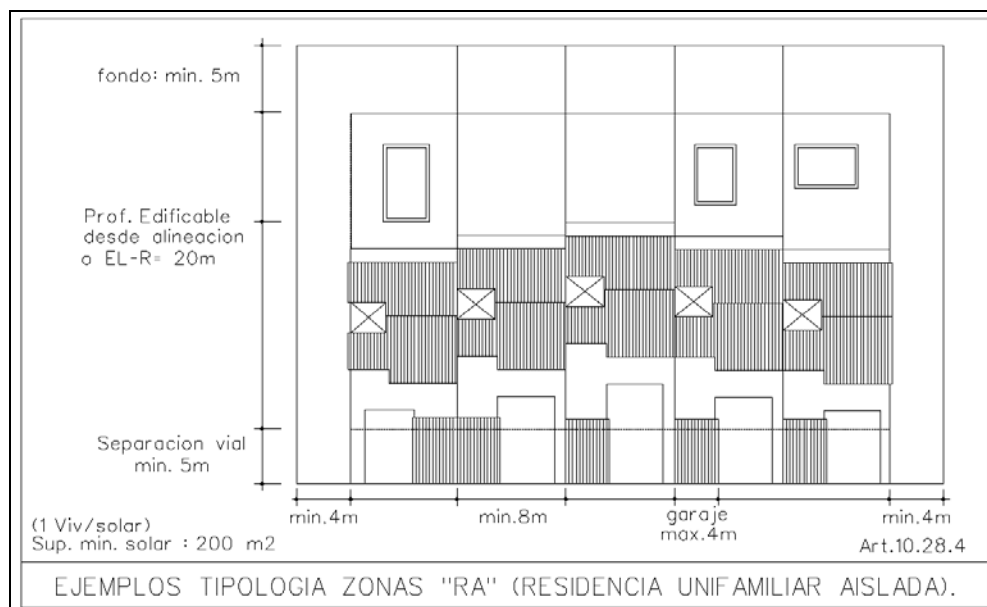 fondo: min. 5m
Prof. Edificable
desde alineacion
o EL-R= 20m
Separacion vial
min. 5m
min.4m
min.8m
garaje
max.4m
min.4m
(1 Viv/solar)
Sup. min. solar : 200 m2
Art.10.28.4
EJEMPLOS TIPOLOGIA ZONAS "RA" (RESIDENCIA UNIFAMILIAR AISLADA).